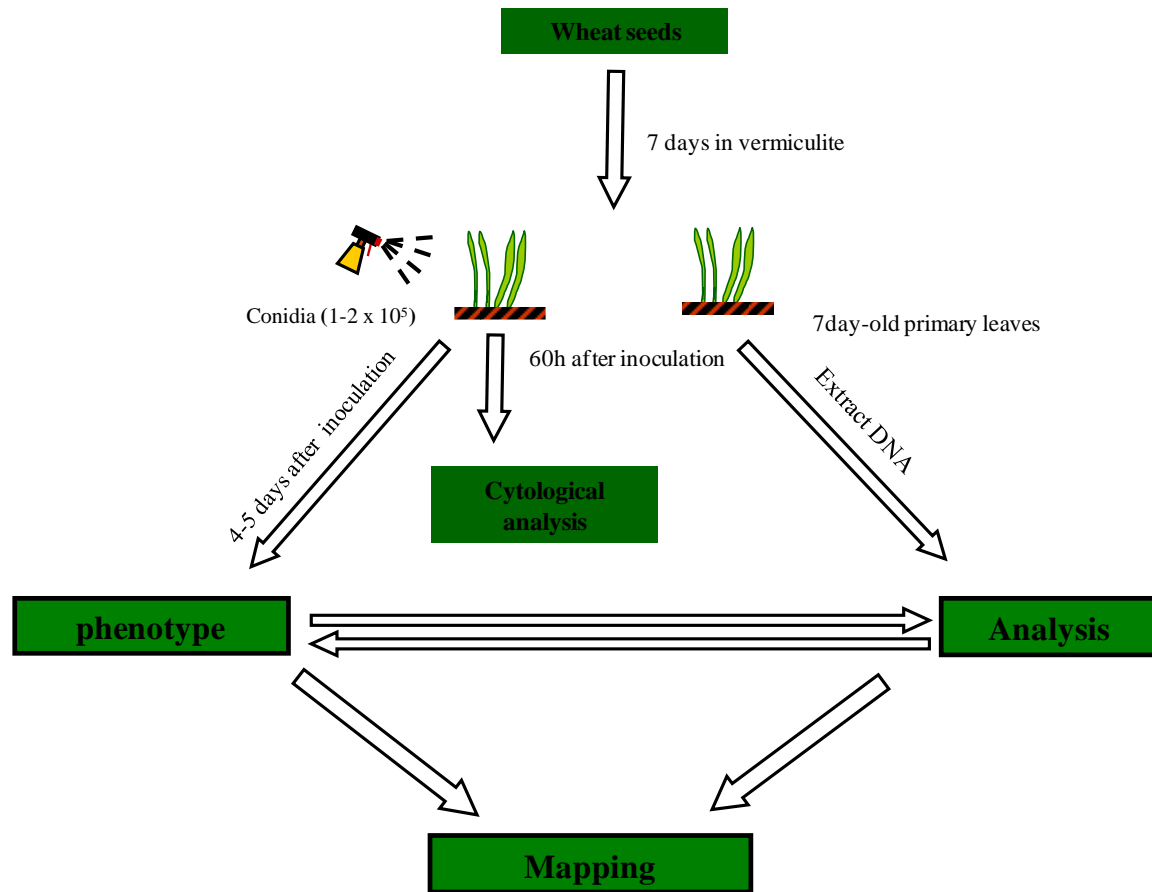 Wheat seeds
7 days in vermiculite
Conidia (1-2 x 10⁵)
7day-old primary leaves
60h after inoculation
4-5 days after inoculation
Extract DNA
Cytological
analysis
phenotype
Analysis
Mapping